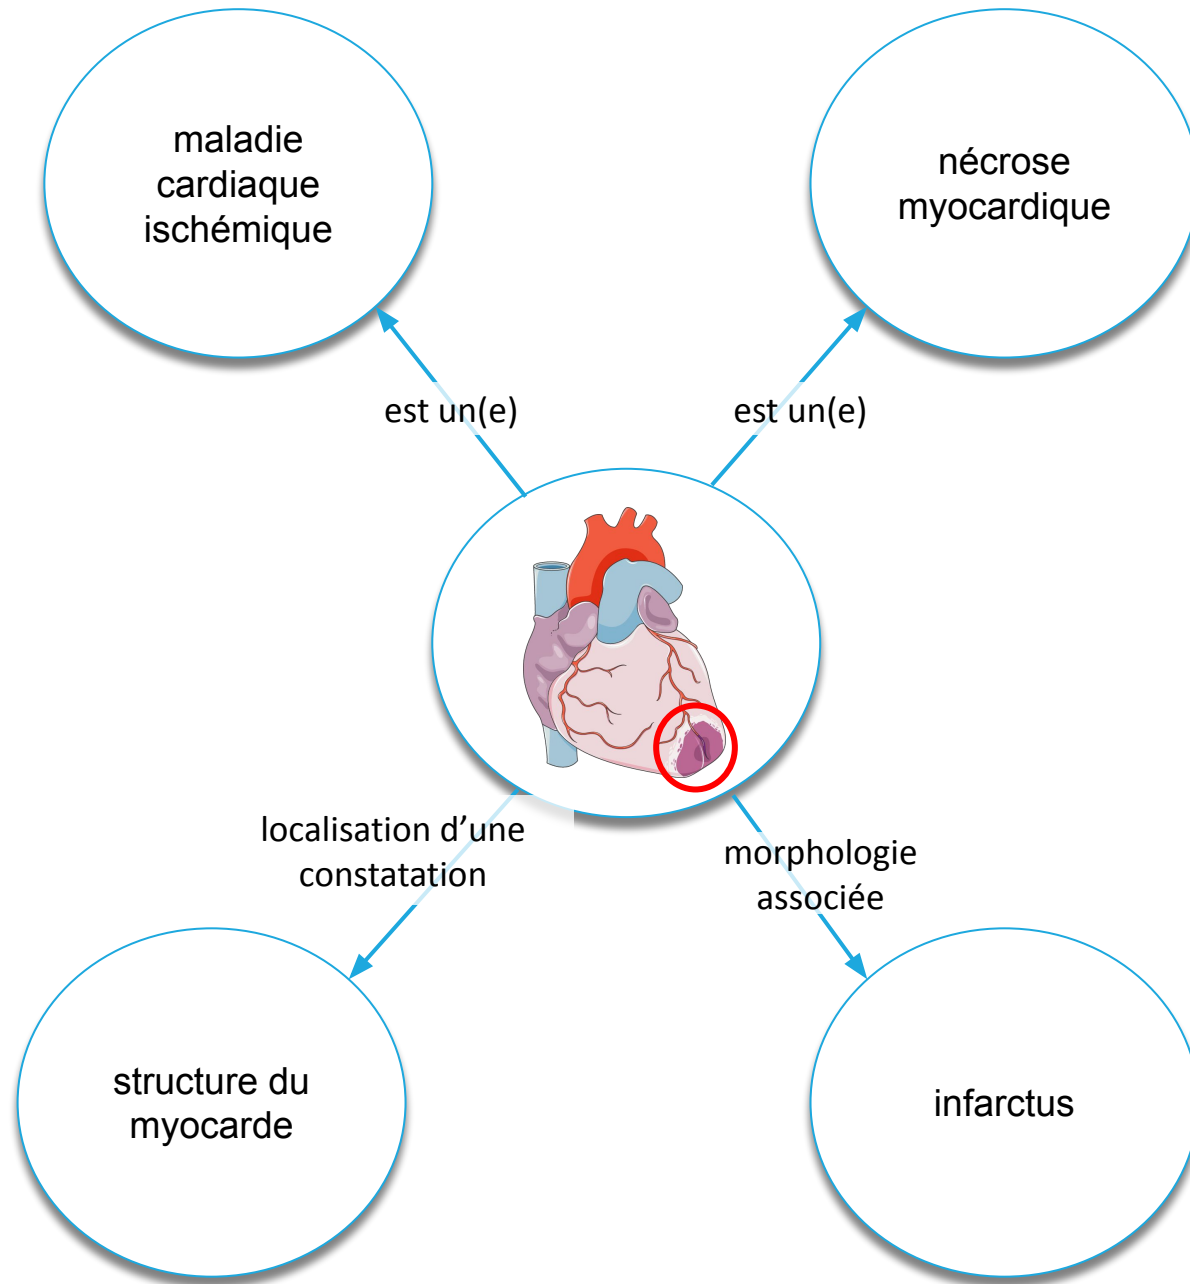 maladie
cardiaque
ischémique
nécrose
myocardique
est un(e)
est un(e)
localisation d’une
constatation
morphologie
associée
structure du
myocarde
infarctus